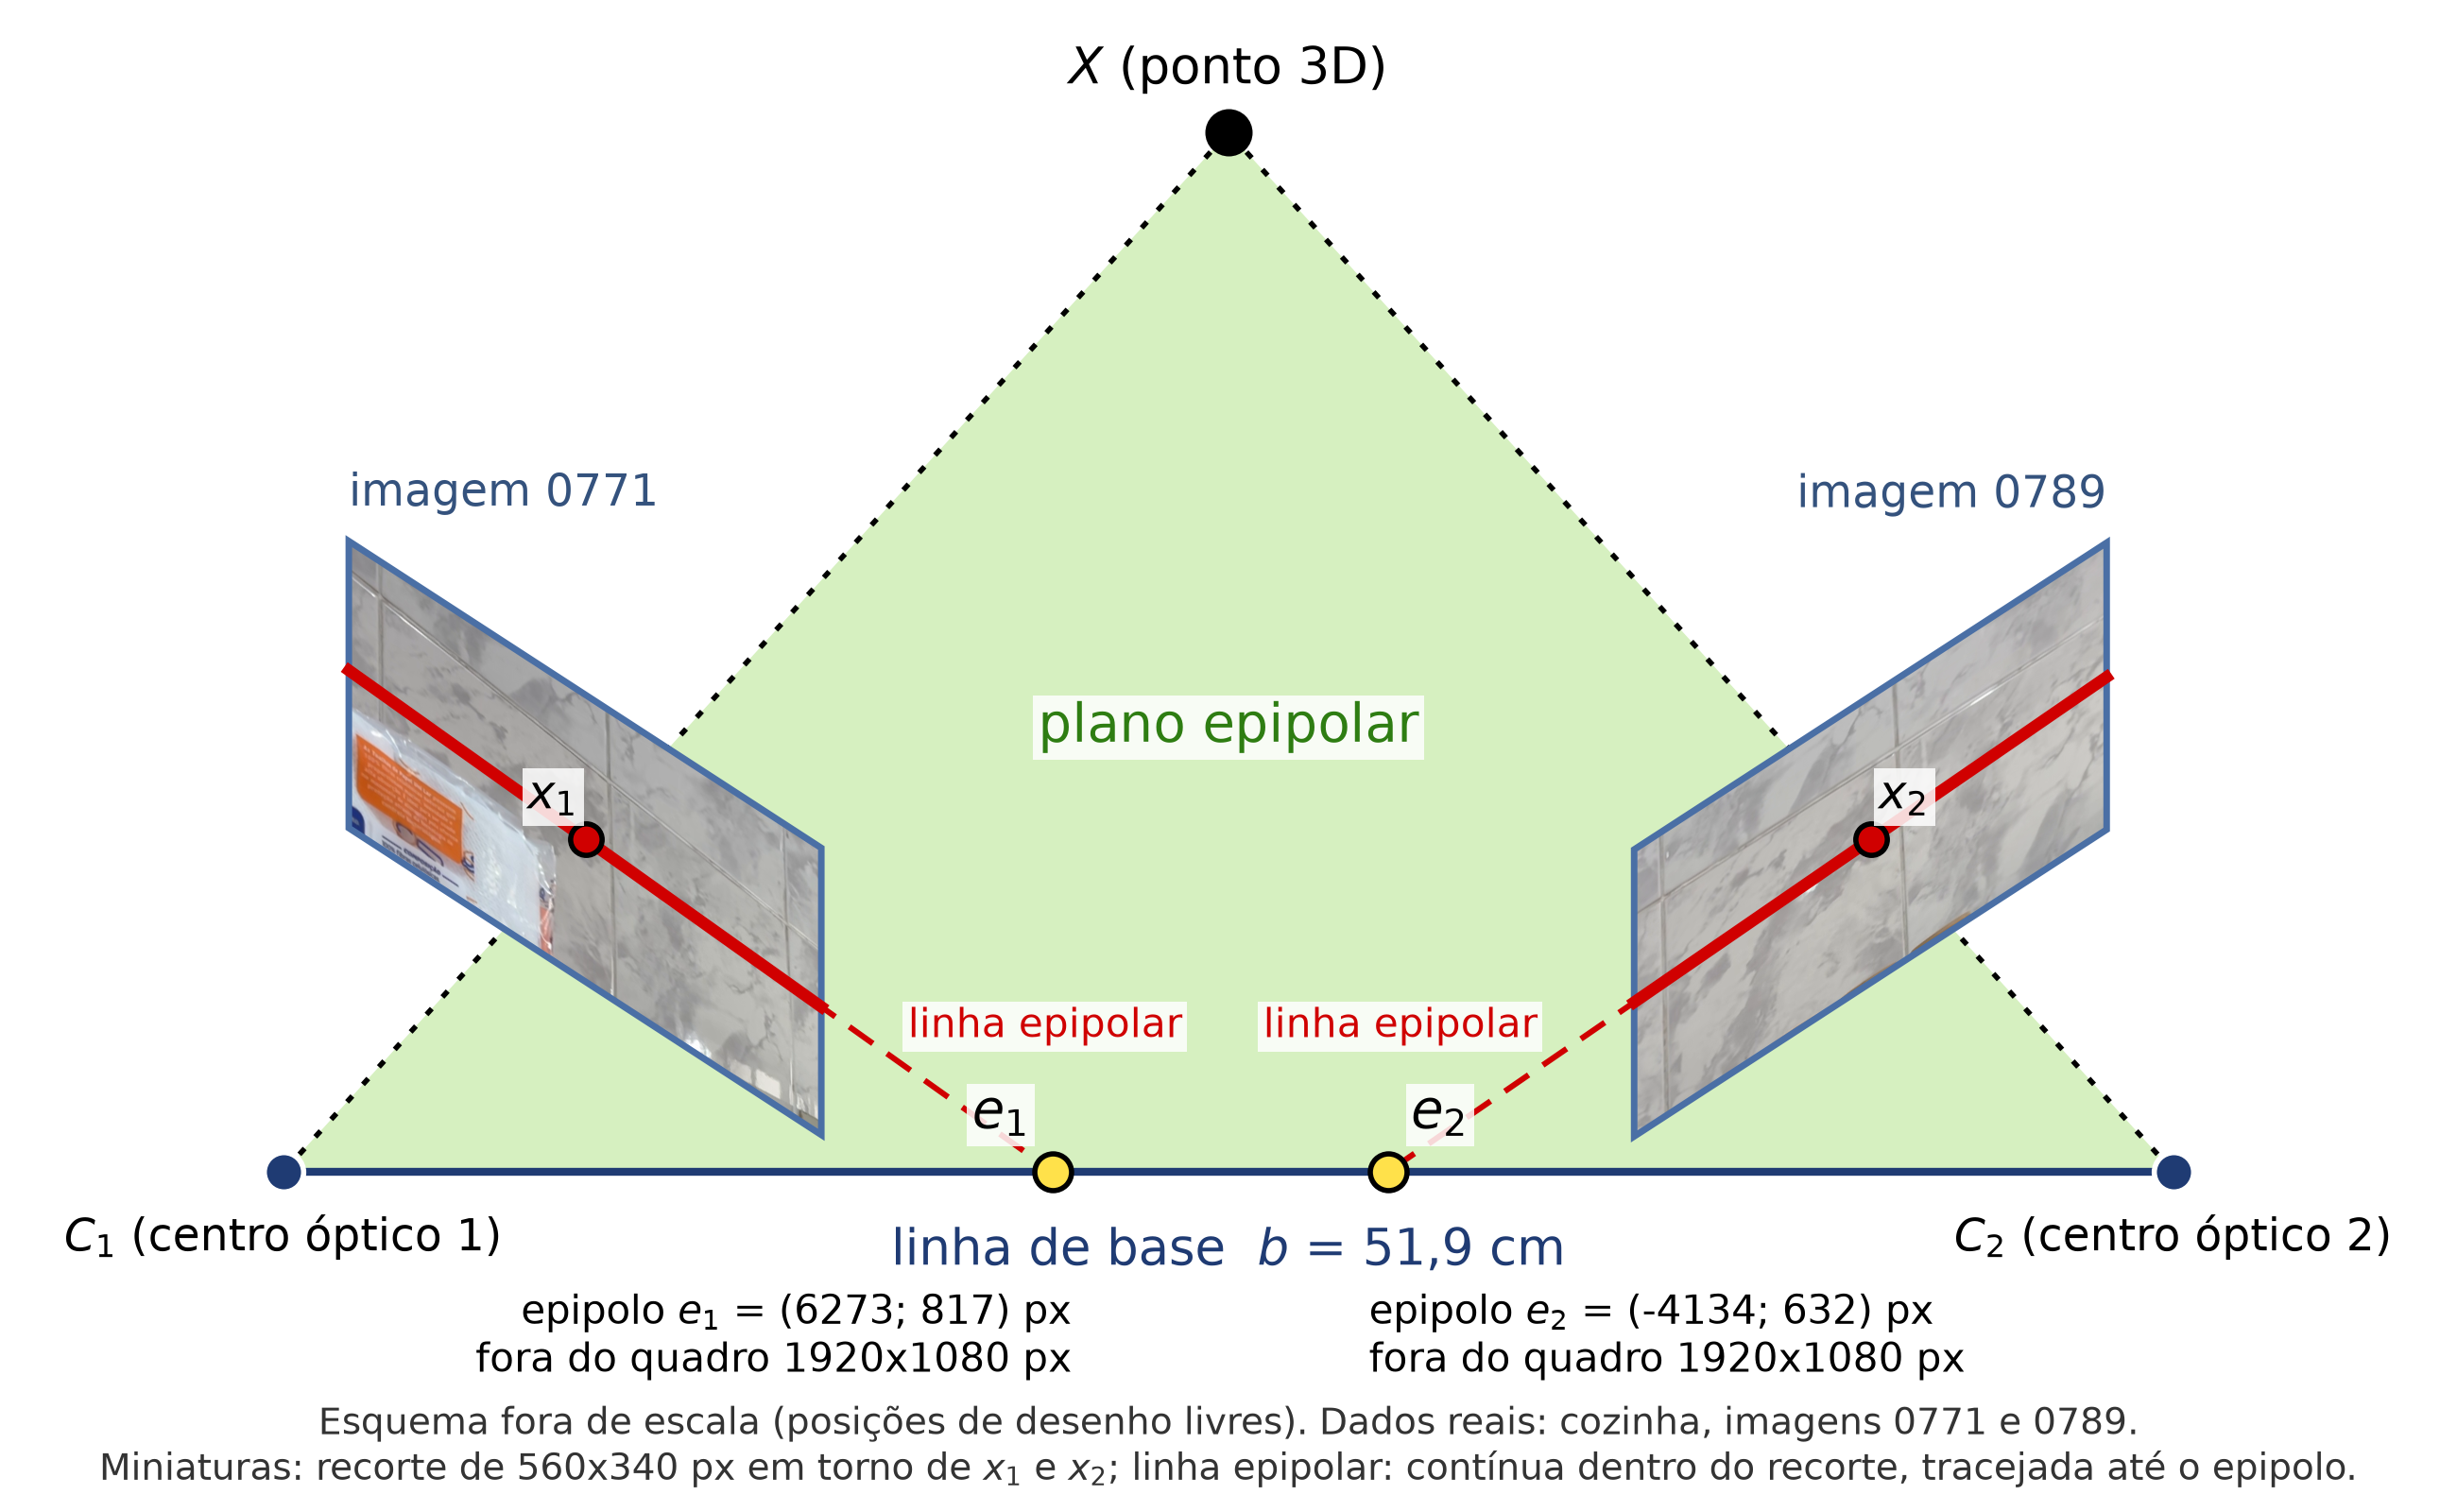 X (ponto 3D)
imagem 0771
imagem 0789
plano epipolar
x₁
x₂
linha epipolar
linha epipolar
e₁
e₂
C₁ (centro óptico 1)
C₂ (centro óptico 2)
linha de base b = 51,9 cm
epipolo e₁ = (6273; 817) px
fora do quadro 1920x1080 px
epipolo e₂ = (-4134; 632) px
fora do quadro 1920x1080 px
Esquema fora de escala (posições de desenho livres). Dados reais: cozinha, imagens 0771 e 0789.
Miniaturas: recorte de 560x340 px em torno de x₁ e x₂; linha epipolar: contínua dentro do recorte, tracejada até o epipolo.